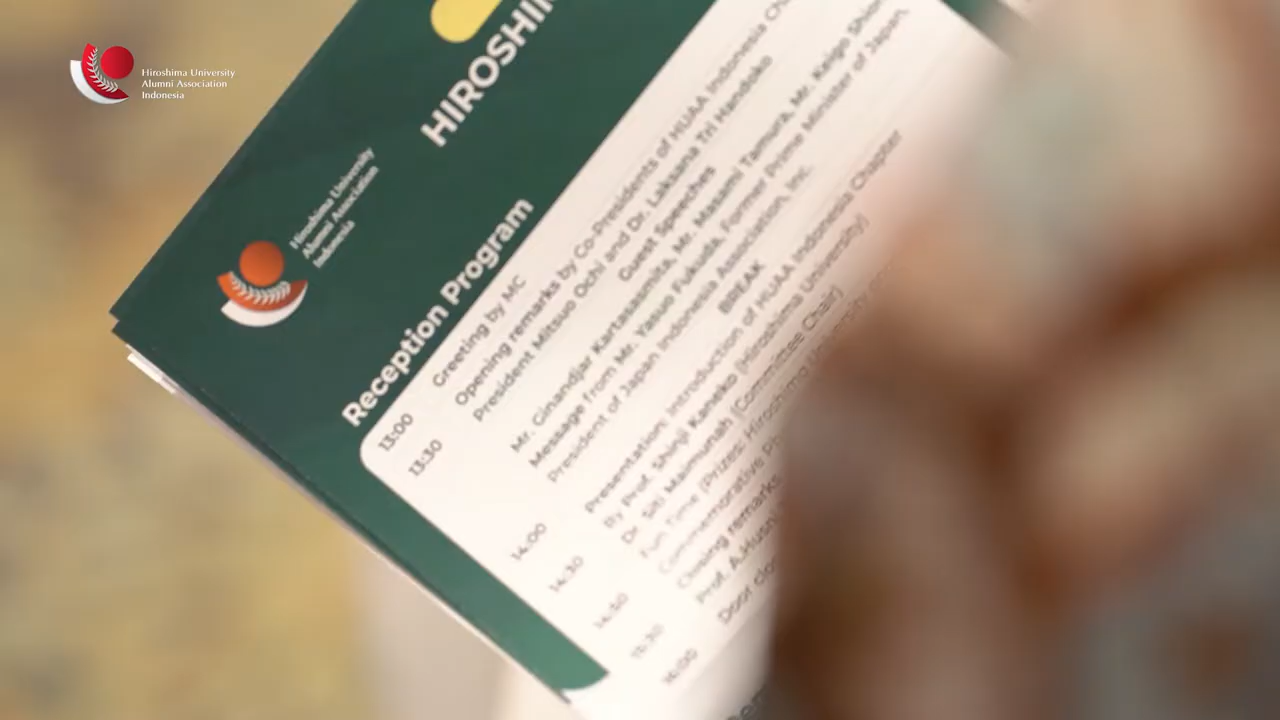 Hiroshima University
Alumni Association
Indonesia
HIROSHI
Hiroshima University
Alumni Association
Indonesia
Reception Program
13:00 Greeting by MC
13:30 Opening remarks by Co-Presidents of HUAA Indonesia
President Mitsuo Ochi and Dr. Laksana Tri Handoko
Guest Speeches
Mr. Ginandjar Kartasasmita, Mr. Masami Tamura, Mr. Keigo
Message from Mr. Yasuo Fukuda, Former Prime Minister of Japan,
President of Japan Indonesia Association, Inc.
BREAK
14:00 Presentation: Introduction of HUAA Indonesia Chapter
By Prof. Shinji Kaneko (Hiroshima University)
14:30 Dr. Siti Maimunah (Committee Chair)
Fun Time (Prizes: Hiroshima University
14:50 Commemorative
15:30 Closing remarks
Prof.
16:00 Door